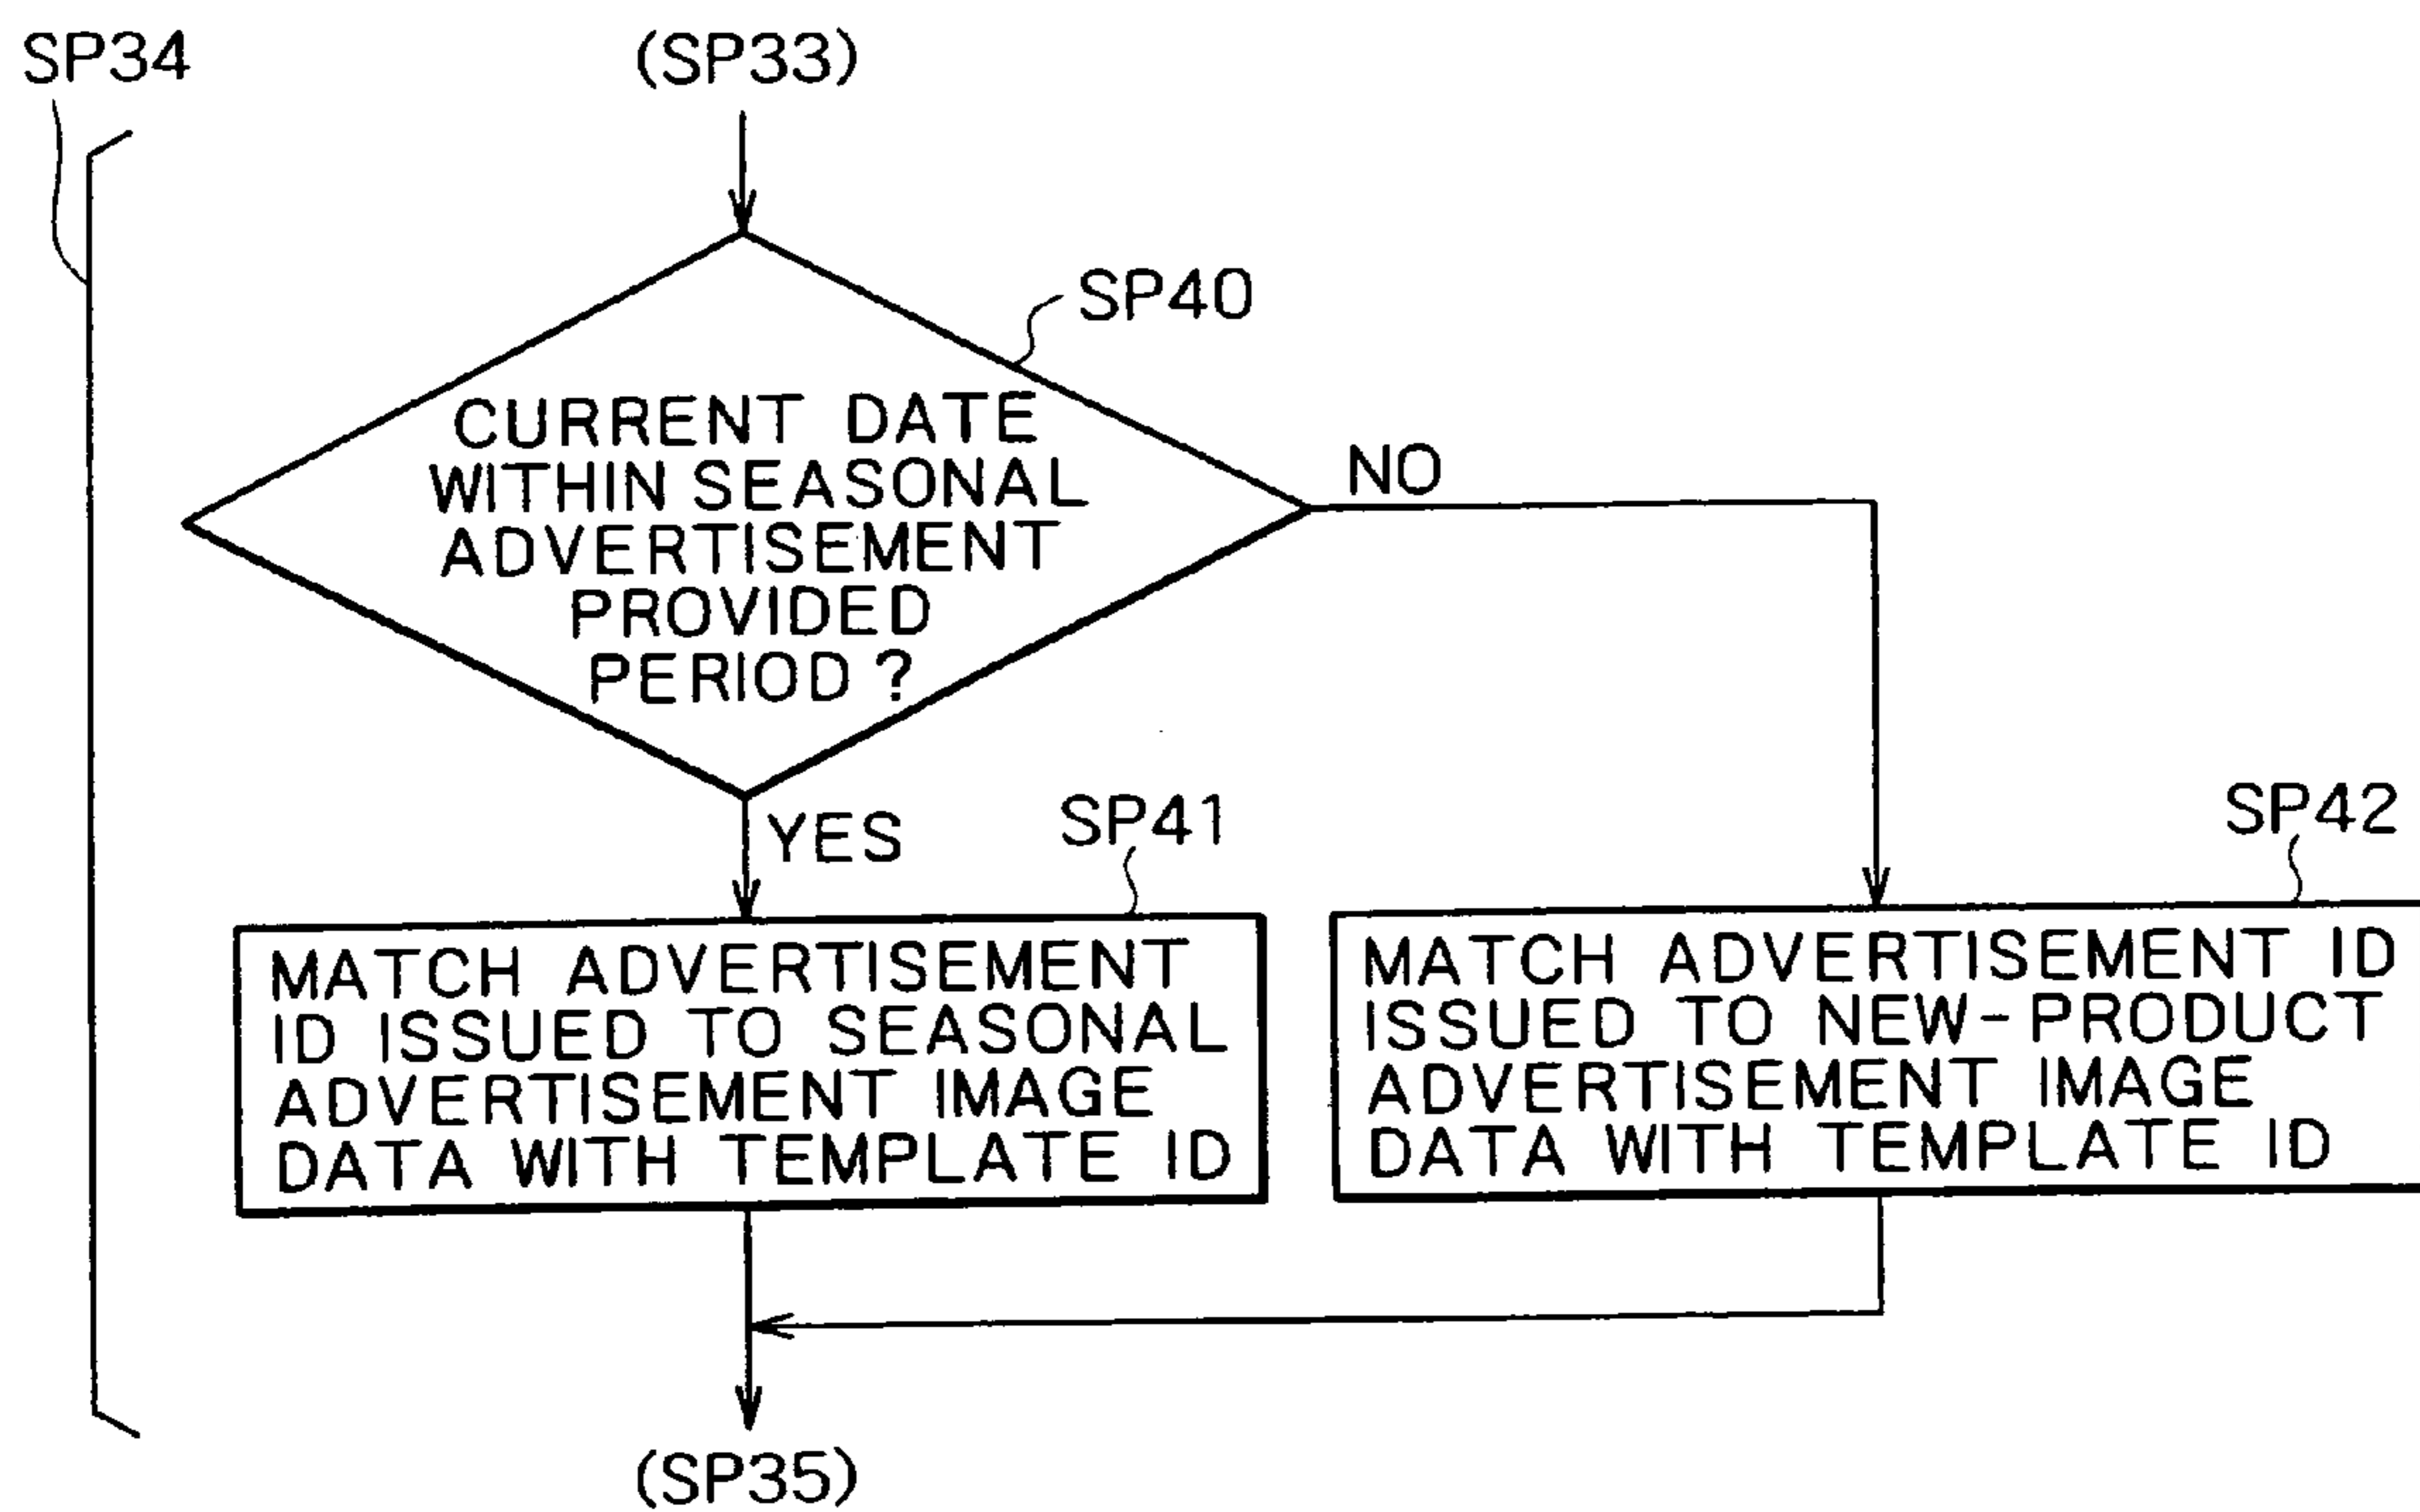 SP34
(SP33)
SP40
CURRENT DATE
WITHIN SEASONAL
ADVERTISEMENT
PROVIDED
PERIOD ?
NO
YES
SP41
MATCH ADVERTISEMENT
ID ISSUED TO SEASONAL
ADVERTISEMENT IMAGE
DATA WITH TEMPLATE ID
SP42
MATCH ADVERTISEMENT ID
ISSUED TO NEW-PRODUCT
ADVERTISEMENT IMAGE
DATA WITH TEMPLATE ID
(SP35)